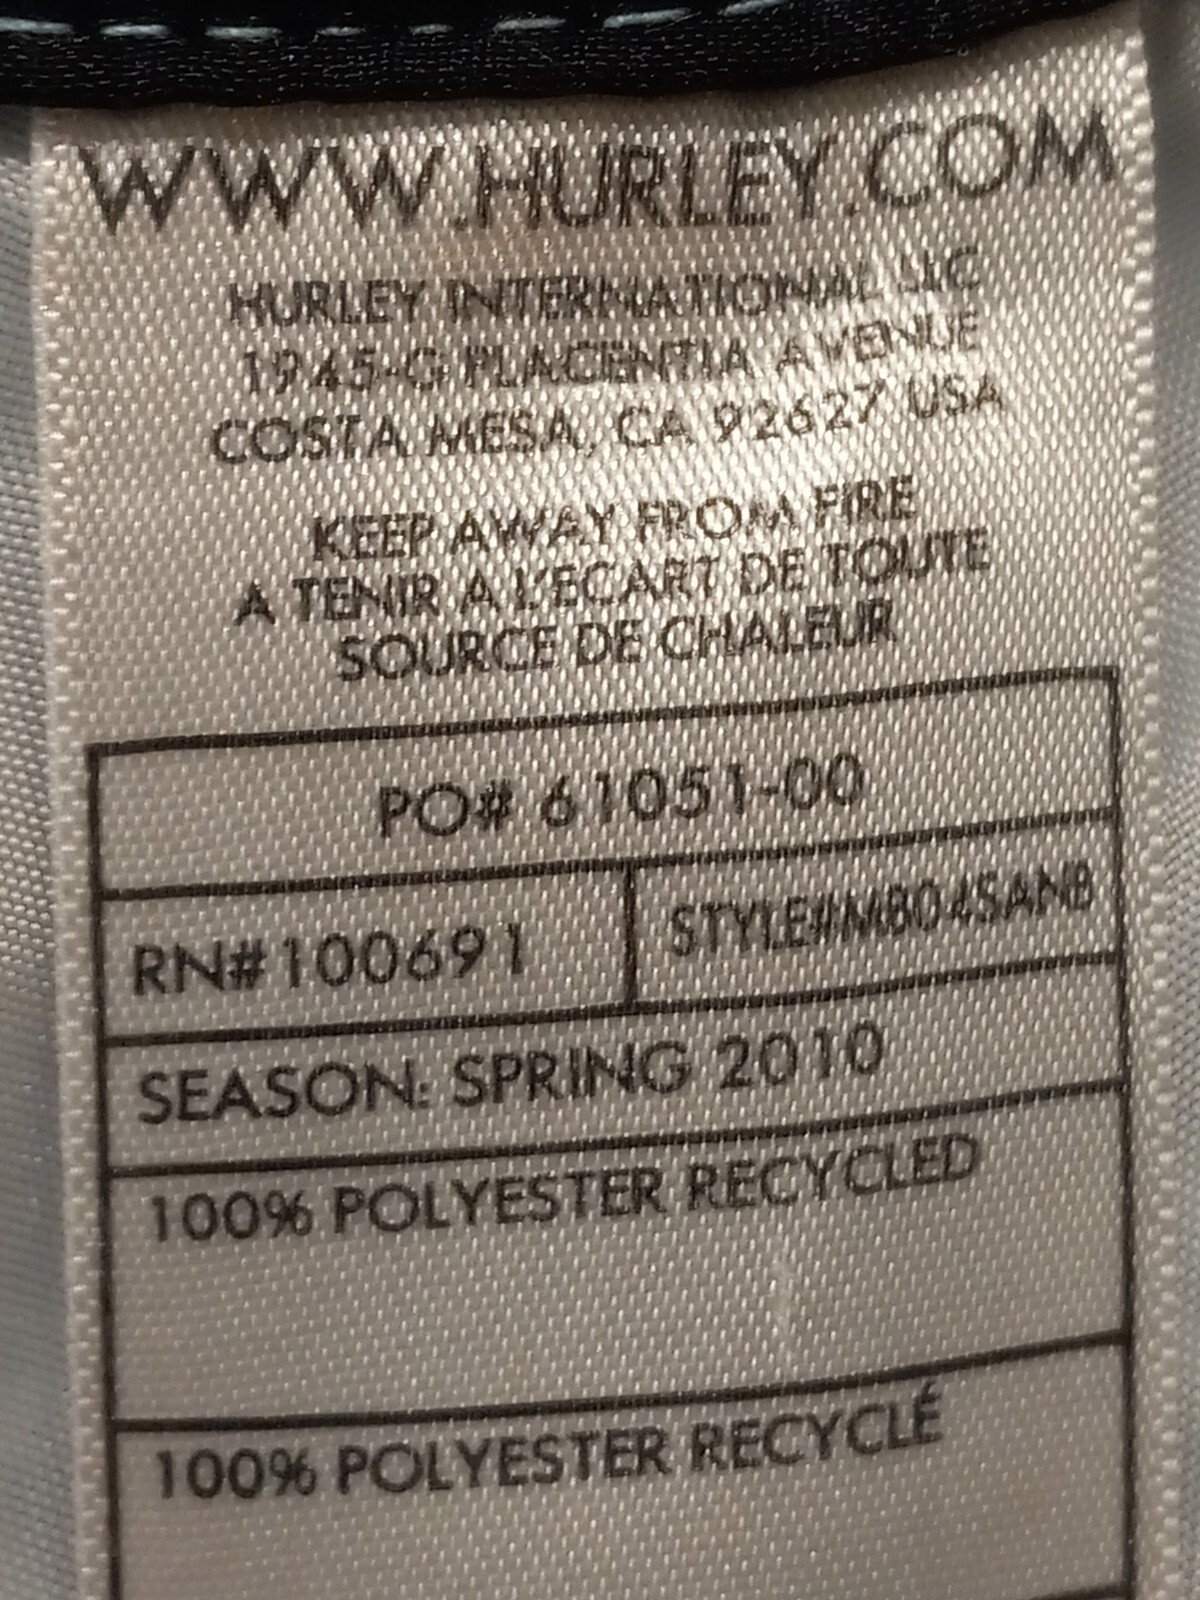 WWW.HURLEY.COM
HURLEY INTERNATIONAL LLC
1945-G PLACENTIA AVENUE
COSTA MESA, CA 92627 USA
KEEP AWAY FROM FIRE
A TENIR A L'ECART DE TOUTE
SOURCE DE CHALEUR
PO# 61051-00
RN#100691 STYLE#MB04SANB
SEASON: SPRING 2010
100% POLYESTER RECYCLED
100% POLYESTER RECYCLÉ